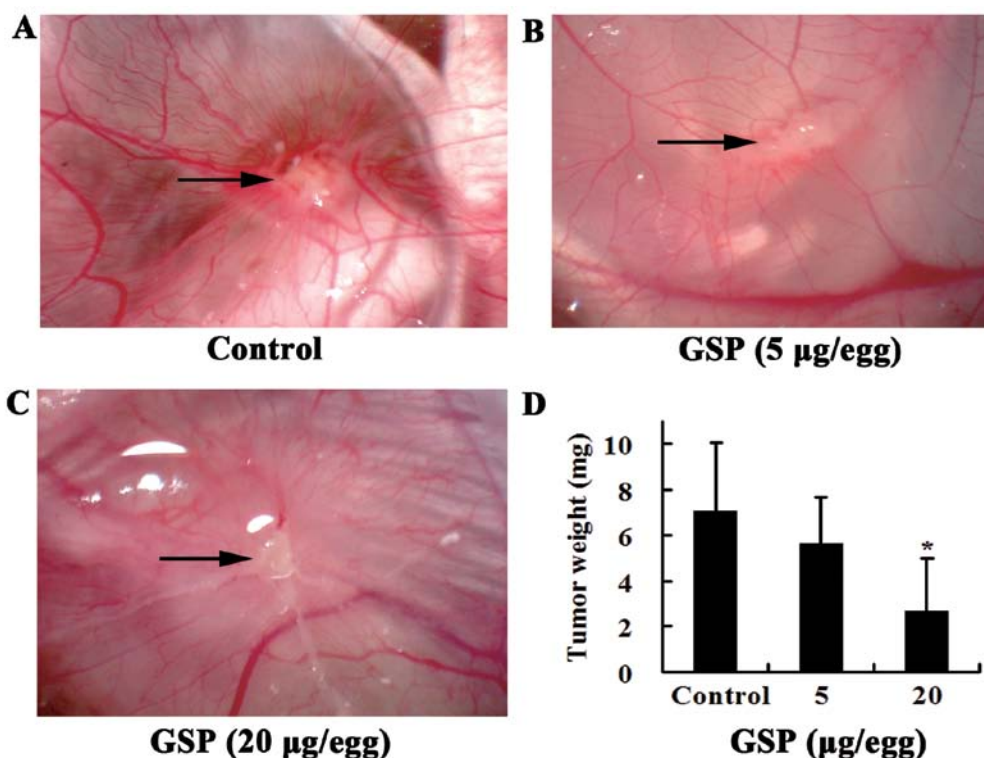 A
Control
B
GSP (5 μg/egg)
C
GSP (20 μg/egg)
D
Tumor weight (mg)
10
8
6
4
2
0
*
Control 5 20
GSP (μg/egg)